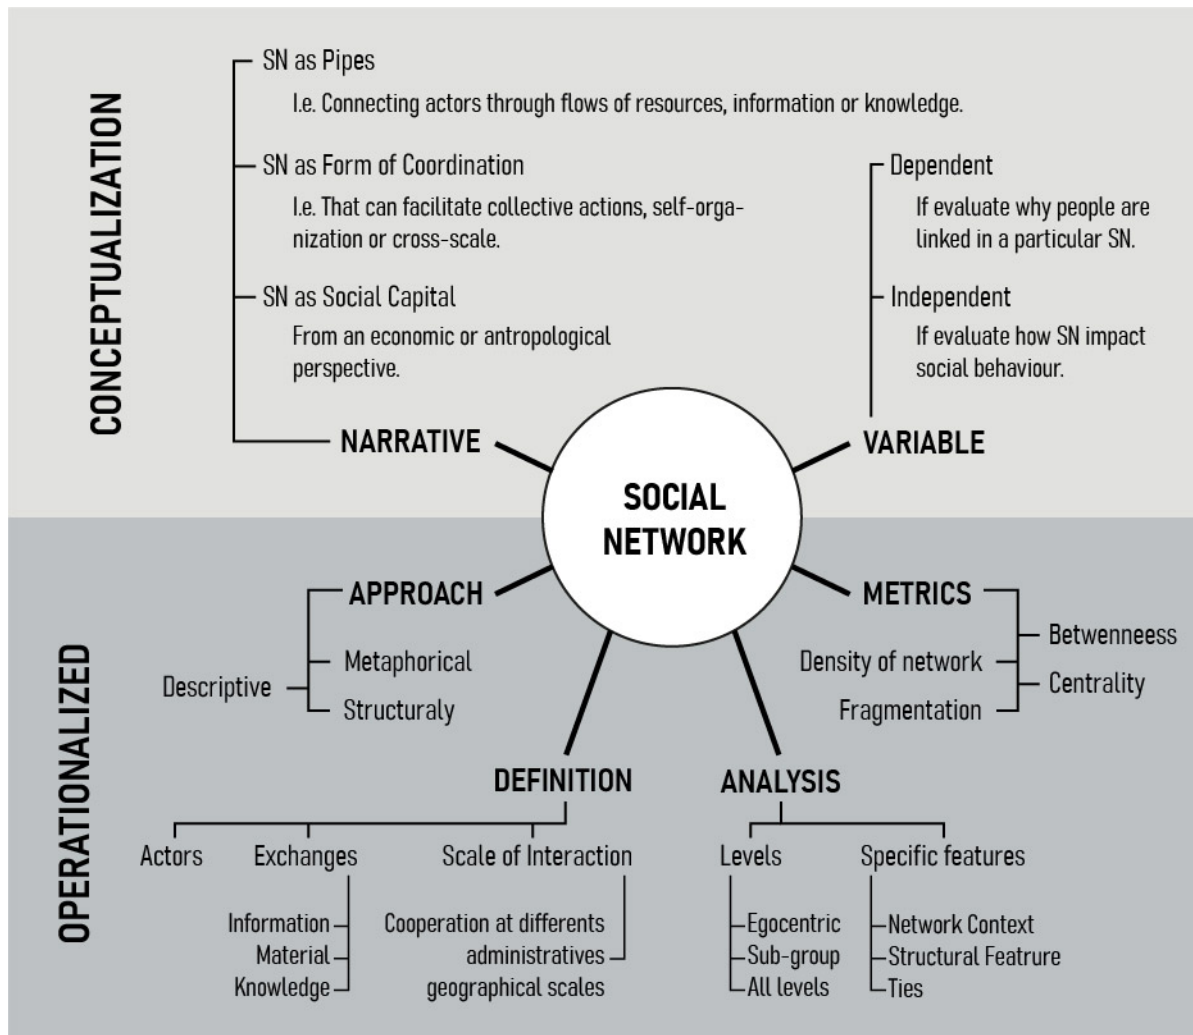 CONCEPTUALIZATION
SN as Pipes
I.e. Connecting actors through flows of resources, information or knowledge.
SN as Form of Coordination
I.e. That can facilitate collective actions, self-orga-
nization or cross-scale.
SN as Social Capital
From an economic or antropological
perspective.
NARRATIVE
Dependent
If evaluate why people are
linked in a particular SN.
Independent
If evaluate how SN impact
social behaviour.
VARIABLE
SOCIAL
NETWORK
OPERATIONALIZED
APPROACH
Descriptive
Metaphorical
Structuraly
METRICS
Betwenneess
Density of network
Centrality
Fragmentation
DEFINITION
Actors
Exchanges
Information
Material
Knowledge
Scale of Interaction
Cooperation at differents
administratives
geographical scales
ANALYSIS
Levels
Egocentric
Sub-group
All levels
Specific features
Network Context
Structural Featrure
Ties